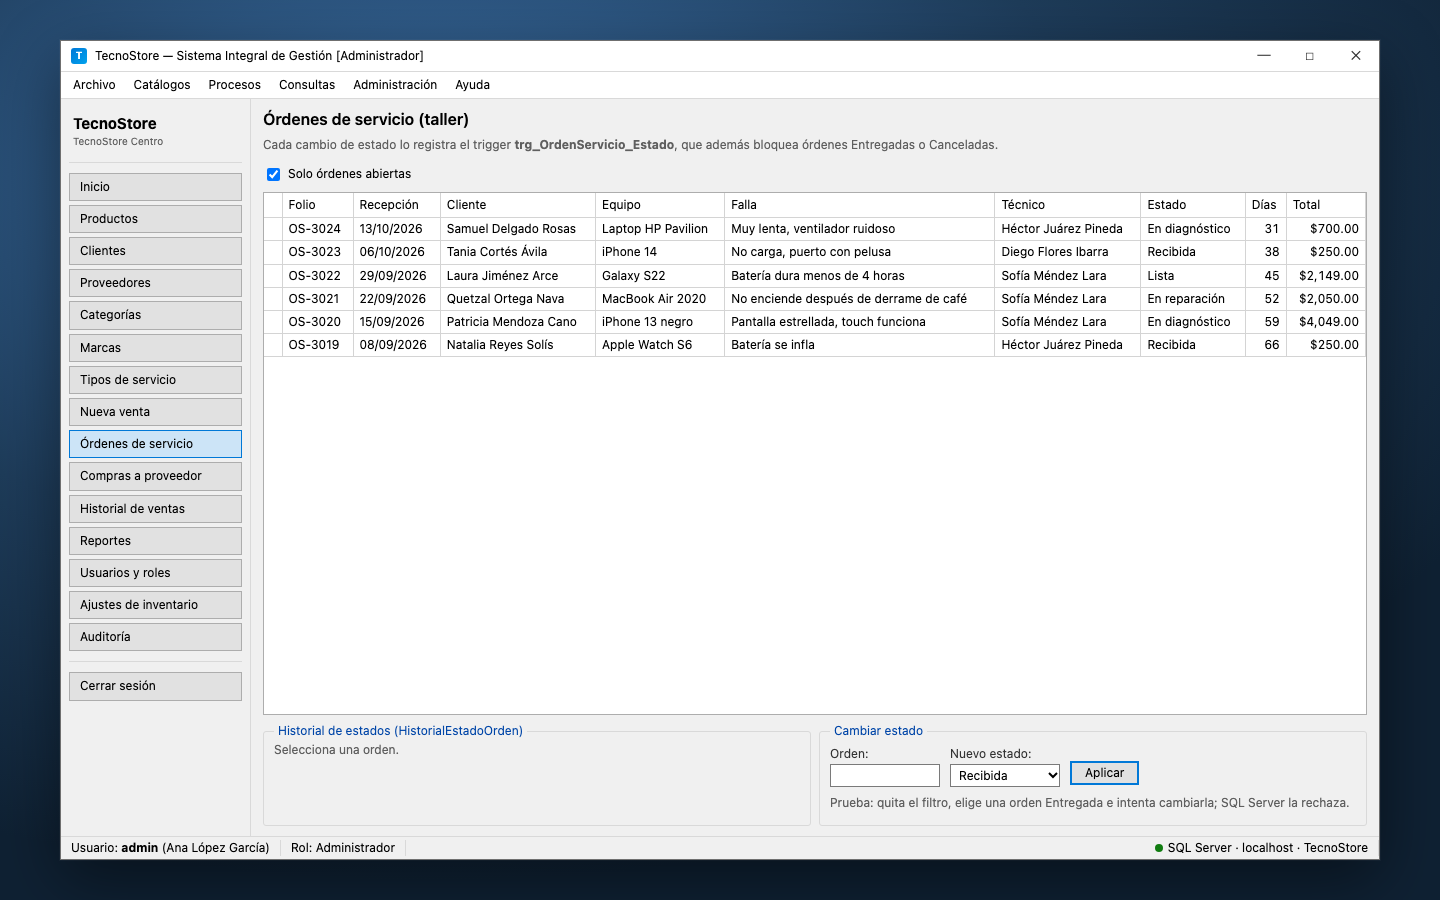 T TecnoStore — Sistema Integral de Gestión [Administrador]
Archivo Catálogos Procesos Consultas Administración Ayuda
TecnoStore
TecnoStore Centro
Inicio
Productos
Clientes
Proveedores
Categorías
Marcas
Tipos de servicio
Nueva venta
Órdenes de servicio
Compras a proveedor
Historial de ventas
Reportes
Usuarios y roles
Ajustes de inventario
Auditoría
Cerrar sesión
Órdenes de servicio (taller)
Cada cambio de estado lo registra el trigger trg_OrdenServicio_Estado, que además bloquea órdenes Entregadas o Canceladas.
Solo órdenes abiertas
Folio Recepción Cliente Equipo Falla Técnico Estado Días Total
OS-3024 13/10/2026 Samuel Delgado Rosas Laptop HP Pavilion Muy lenta, ventilador ruidoso Héctor Juárez Pineda En diagnóstico 31 $700.00
OS-3023 06/10/2026 Tania Cortés Ávila iPhone 14 No carga, puerto con pelusa Diego Flores Ibarra Recibida 38 $250.00
OS-3022 29/09/2026 Laura Jiménez Arce Galaxy S22 Batería dura menos de 4 horas Sofía Méndez Lara Lista 45 $2,149.00
OS-3021 22/09/2026 Quetzal Ortega Nava MacBook Air 2020 No enciende después de derrame de café Sofía Méndez Lara En reparación 52 $2,050.00
OS-3020 15/09/2026 Patricia Mendoza Cano iPhone 13 negro Pantalla estrellada, touch funciona Sofía Méndez Lara En diagnóstico 59 $4,049.00
OS-3019 08/09/2026 Natalia Reyes Solís Apple Watch S6 Batería se infla Héctor Juárez Pineda Recibida 66 $250.00
Historial de estados (HistorialEstadoOrden)
Selecciona una orden.
Cambiar estado
Orden: Nuevo estado:
Recibida Aplicar
Prueba: quita el filtro, elige una orden Entregada e intenta cambiarla; SQL Server la rechaza.
Usuario: admin (Ana López García) Rol: Administrador SQL Server · localhost · TecnoStore